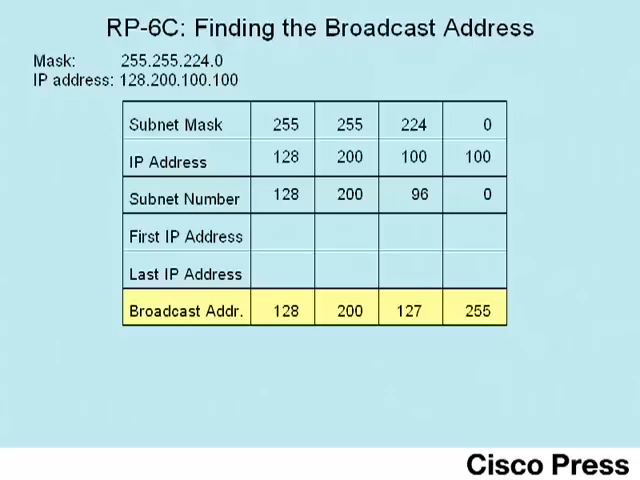 RP-6C: Finding the Broadcast Address
Mask: 255.255.224.0
IP address: 128.200.100.100
Subnet Mask 255 255 224 0
IP Address 128 200 100 100
Subnet Number 128 200 96 0
First IP Address
Last IP Address
Broadcast Addr. 128 200 127 255
Cisco Press